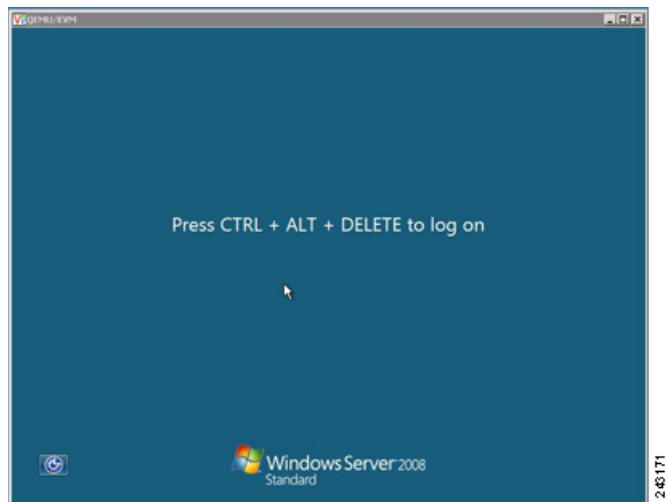 QEMU/KVM
Press CTRL + ALT + DELETE to log on
Windows Server 2008
Standard
243171